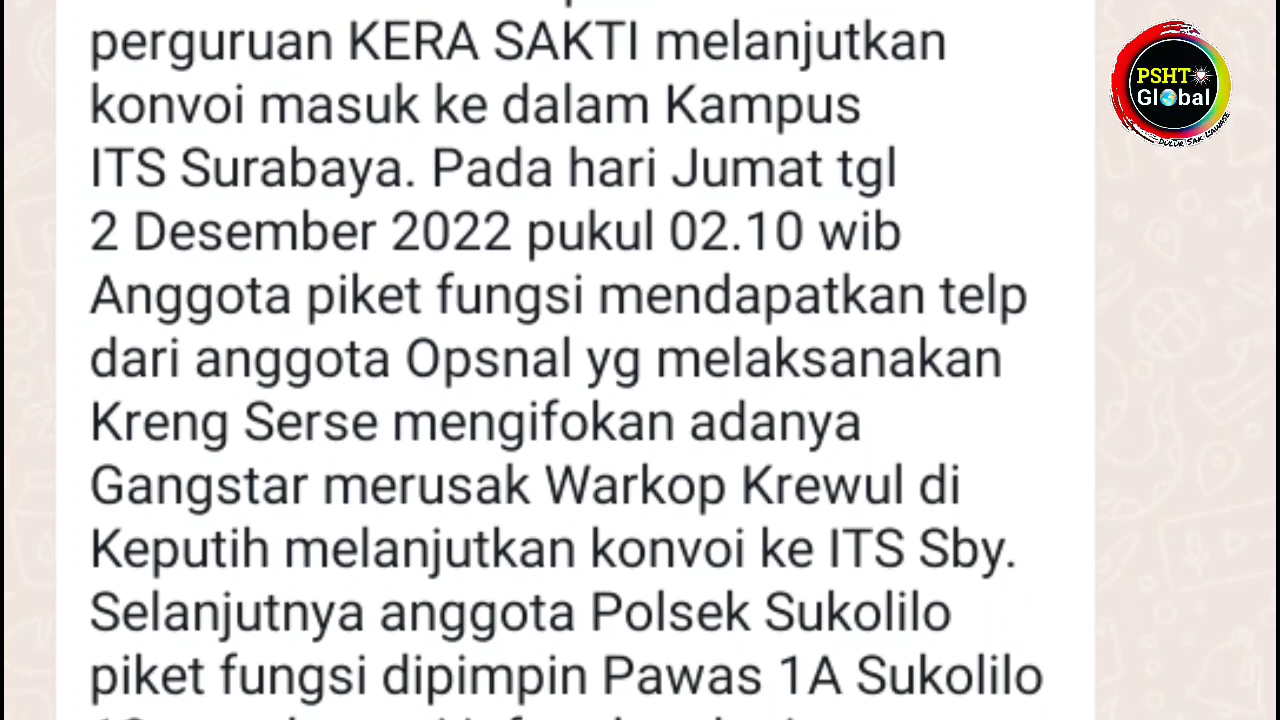 perguruan KERA SAKTI melanjutkan
konvoi masuk ke dalam Kampus
ITS Surabaya. Pada hari Jumat tgl
2 Desember 2022 pukul 02.10 wib
Anggota piket fungsi mendapatkan telp
dari anggota Opsnal yg melaksanakan
Kreng Serse mengifokan adanya
Gangstar merusak Warkop Krewul di
Keputih melanjutkan konvoi ke ITS Sby.
Selanjutnya anggota Polsek Sukolilo
piket fungsi dipimpin Pawas 1A Sukolilo
PSHT
Global
DULUR SAK LAWASE